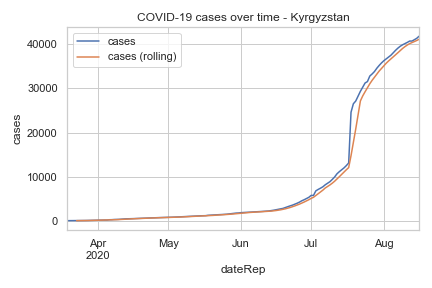 COVID-19 cases over time - Kyrgyzstan
cases
cases (rolling)
40000
30000
20000
10000
0
cases
Apr
2020
May
Jun
Jul
Aug
dateRep